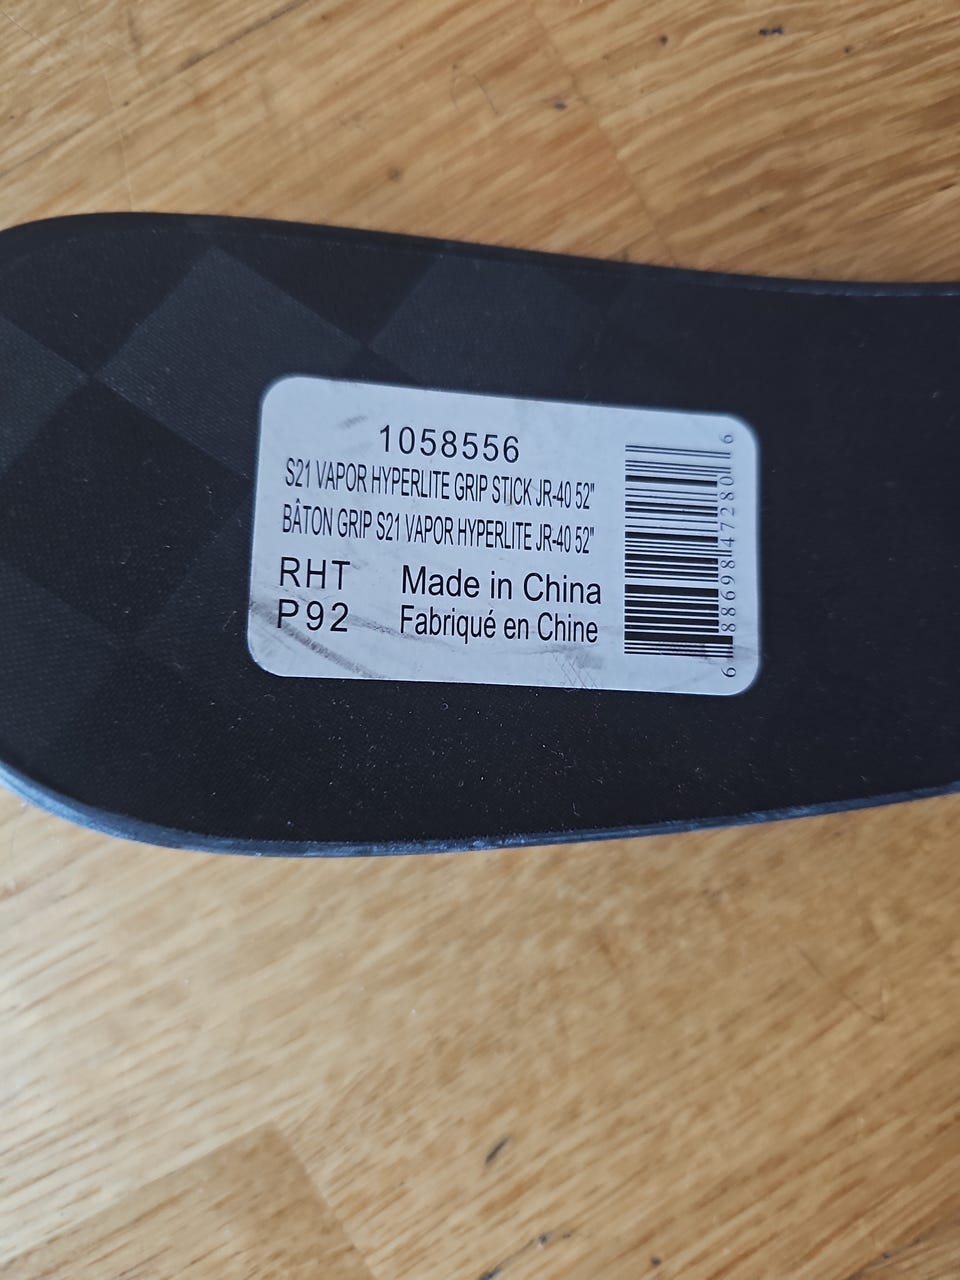 1058556
S21 VAPOR HYPERLITE GRIP STICK JR-40 52"
BÂTON GRIP S21 VAPOR HYPERLITE JR-40 52"
RHT Made in China
P92 Fabriqué en Chine
6 88698 47280 6